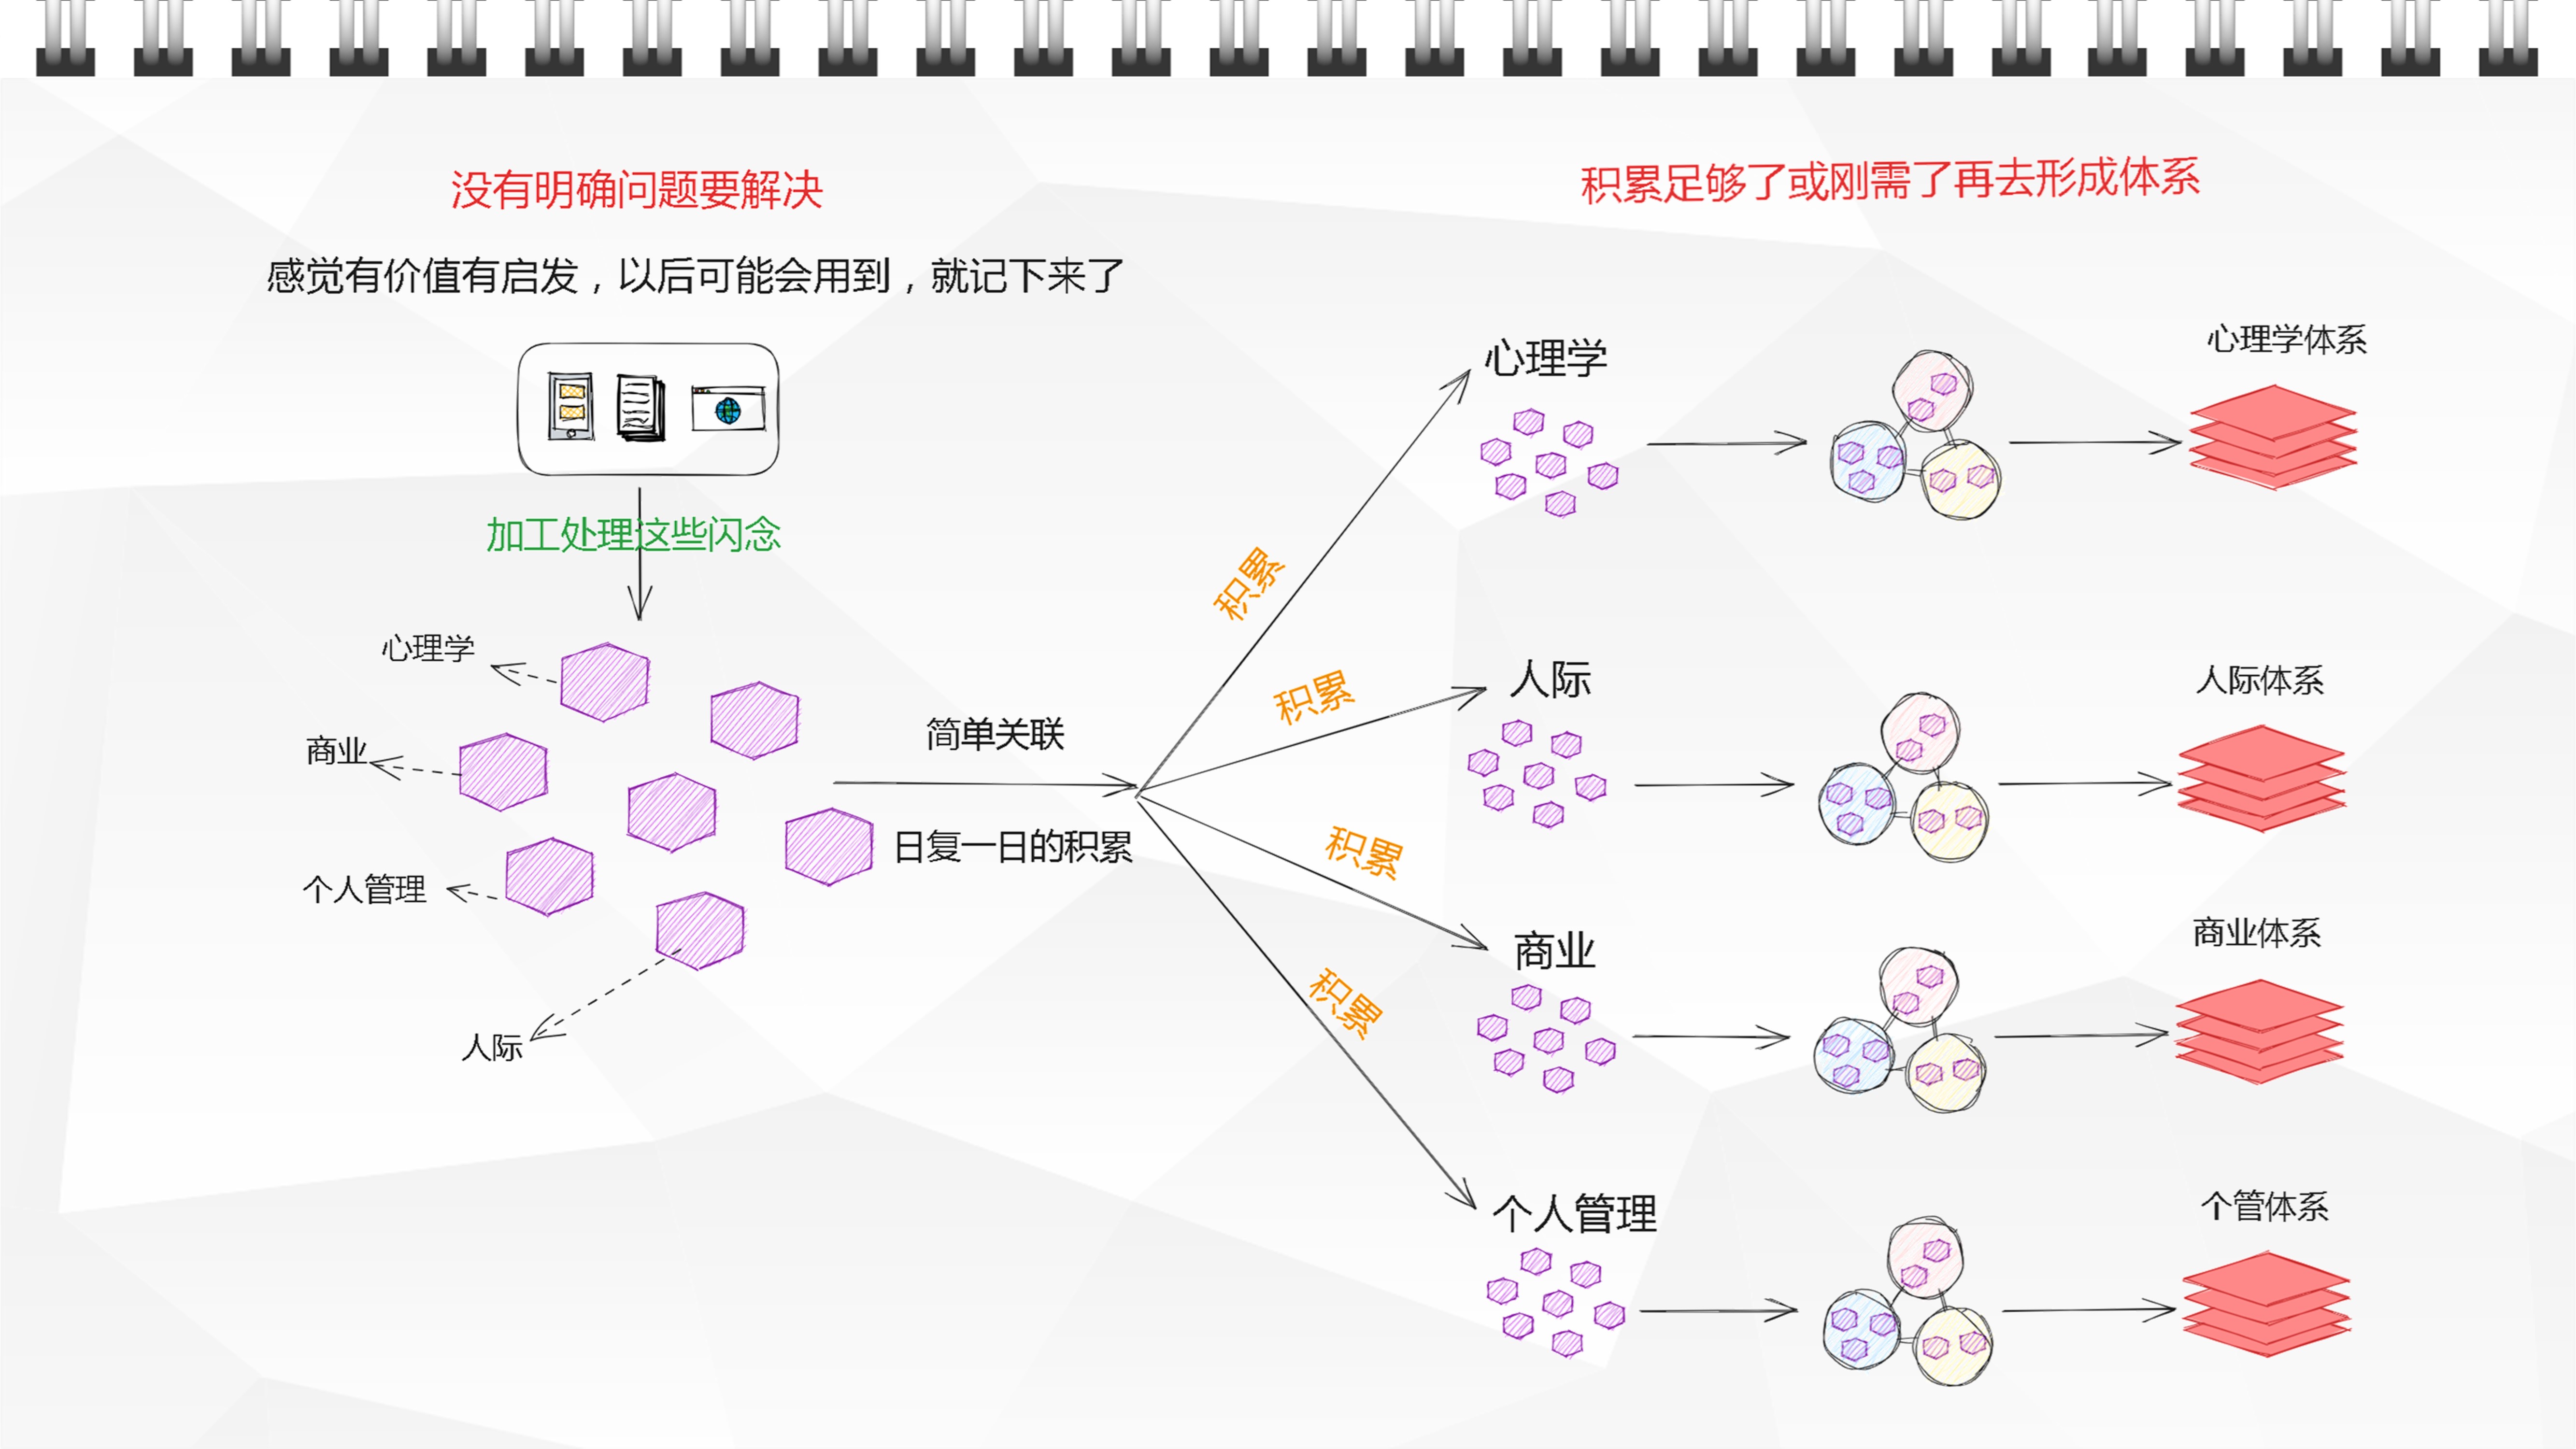 没有明确问题要解决
感觉有价值有启发，以后可能会用到，就记下来了
加工处理这些闪念
心理学
商业
个人管理
人际
简单关联
日复一日的积累
积累足够了或刚需了再去形成体系
积累
心理学
心理学体系
积累
人际
人际体系
积累
商业
商业体系
积累
个人管理
个管体系